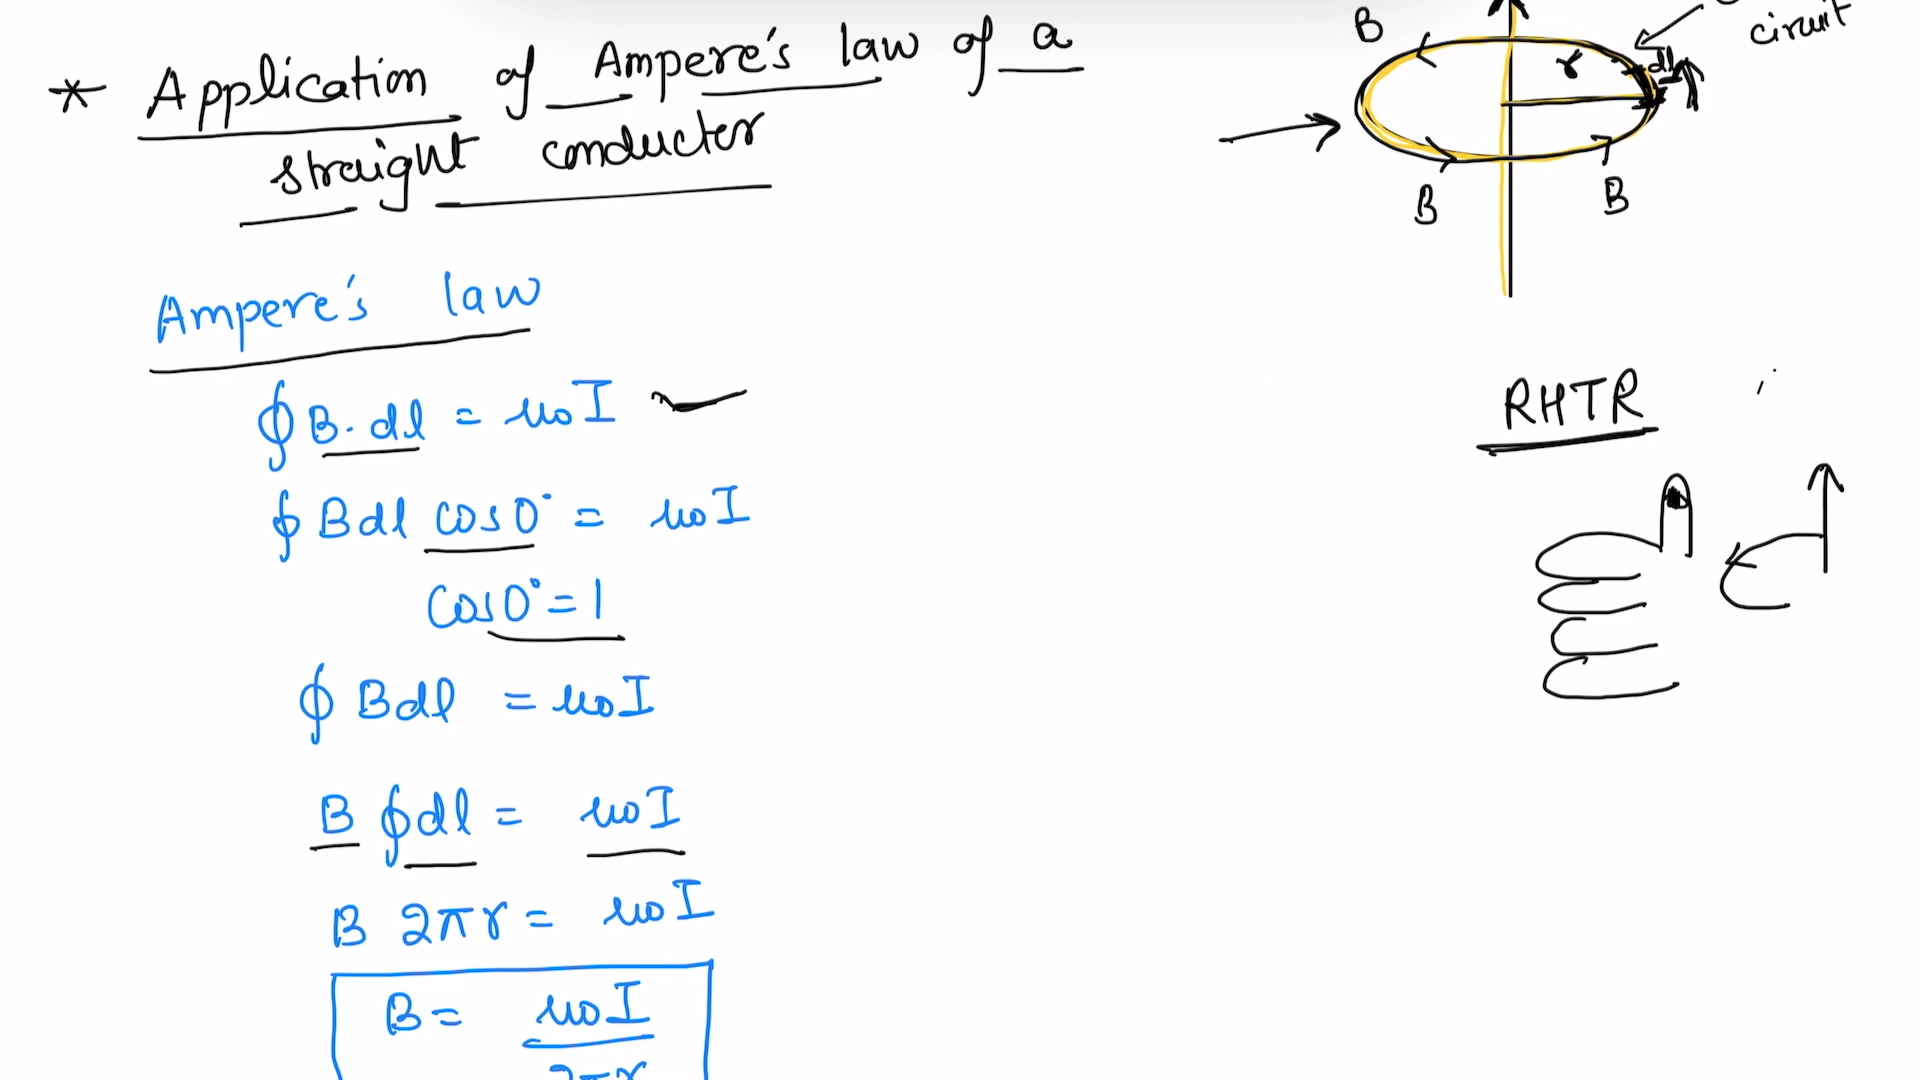 * Application of Ampere's law of a
straight conductor
Ampere's law
∮ B. dl = μ₀I
∮ Bdl cos0° = μ₀I
Cos0° = 1
∮ Bdl = μ₀I
B ∮dl = μ₀I
B 2πr = μ₀I
B = μ₀I
2πr
B
r
dl
circuit
B
B
RHTR